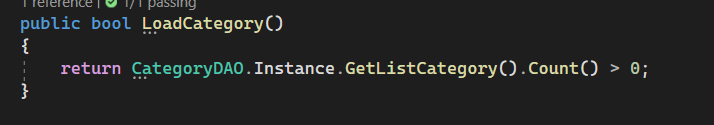 1 reference | 1/1 passing
public bool LoadCategory()
{
return CategoryDAO.Instance.GetListCategory().Count() > 0;
}